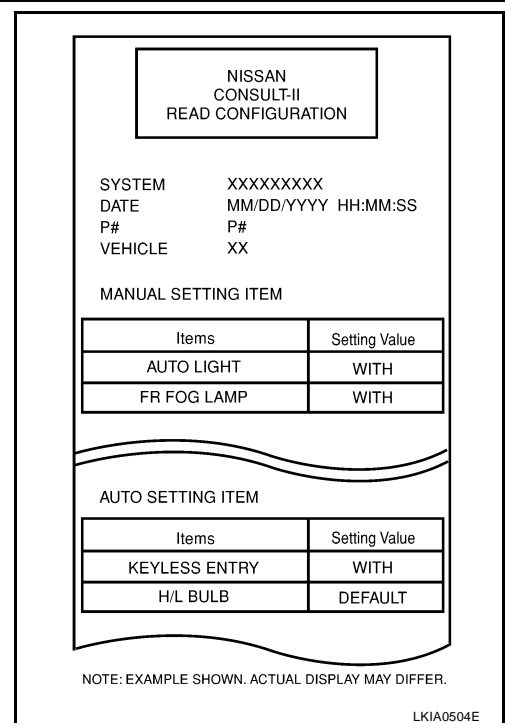 NISSAN
CONSULT-II
READ CONFIGURATION
SYSTEM XXXXXXXXX
DATE MM/DD/YYYY HH:MM:SS
P# P#
VEHICLE XX
MANUAL SETTING ITEM
Items Setting Value
AUTO LIGHT WITH
FR FOG LAMP WITH
AUTO SETTING ITEM
Items Setting Value
KEYLESS ENTRY WITH
H/L BULB DEFAULT
NOTE: EXAMPLE SHOWN. ACTUAL DISPLAY MAY DIFFER.
LKIA0504E